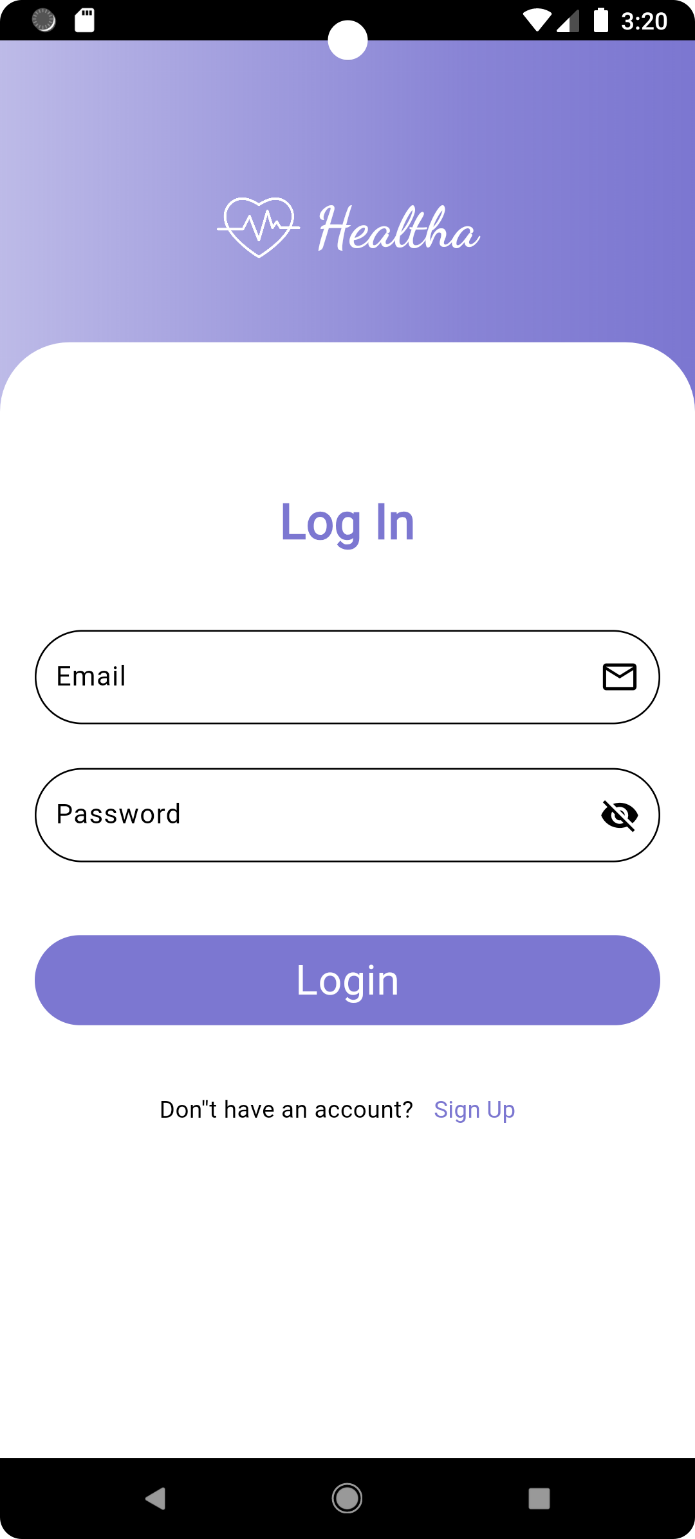 3:20
Healtha
Log In
Email
Password
Login
Don"t have an account? Sign Up